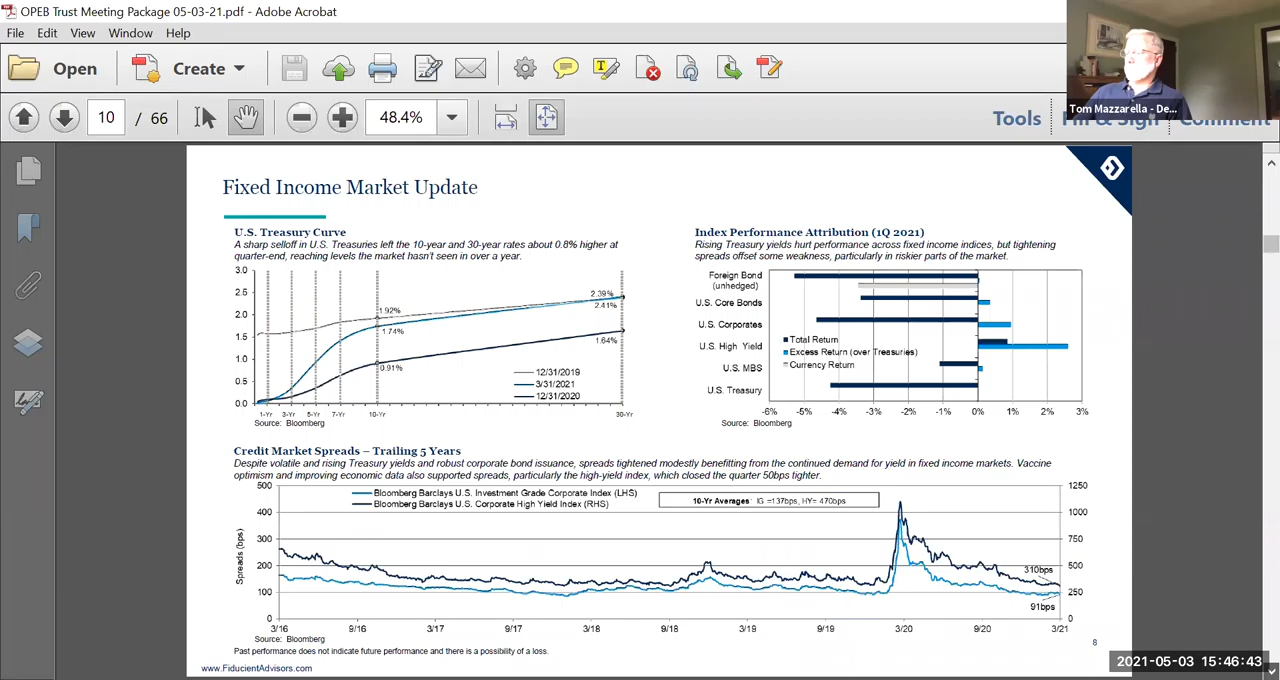 OPEB Trust Meeting Package 05-03-21.pdf - Adobe Acrobat
File Edit View Window Help
Open Create
10 / 66 48.4% Tools Fill & Sign Comment
Tom Mazzarella - De...
Fixed Income Market Update
U.S. Treasury Curve
A sharp selloff in U.S. Treasuries left the 10-year and 30-year rates about 0.8% higher at
quarter-end, reaching levels the market hasn't seen in over a year.
3.0
2.5
2.0
1.5
1.0
0.5
0.0
1.92%
1.74%
0.91%
2.39%
2.41%
1.64%
12/31/2019
3/31/2021
12/31/2020
1-Yr 3-Yr 5-Yr 7-Yr 10-Yr 30-Yr
Source: Bloomberg
Index Performance Attribution (1Q 2021)
Rising Treasury yields hurt performance across fixed income indices, but tightening
spreads offset some weakness, particularly in riskier parts of the market.
Foreign Bond
(unhedged)
U.S. Core Bonds
U.S. Corporates
U.S. High Yield
U.S. MBS
U.S. Treasury
Total Return
Excess Return (over Treasuries)
Currency Return
-6% -5% -4% -3% -2% -1% 0% 1% 2% 3%
Source: Bloomberg
Credit Market Spreads – Trailing 5 Years
Despite volatile and rising Treasury yields and robust corporate bond issuance, spreads tightened modestly benefitting from the continued demand for yield in fixed income markets. Vaccine
optimism and improving economic data also supported spreads, particularly the high-yield index, which closed the quarter 50bps tighter.
Bloomberg Barclays U.S. Investment Grade Corporate Index (LHS)
Bloomberg Barclays U.S. Corporate High Yield Index (RHS)
10-Yr Averages: IG =137bps, HY= 470bps
Spreads (bps)
500
400
300
200
100
0
1250
1000
750
500
250
0
310bps
91bps
3/16 9/16 3/17 9/17 3/18 9/18 3/19 9/19 3/20 9/20 3/21
Source: Bloomberg
Past performance does not indicate future performance and there is a possibility of a loss.
8
www.FiducientAdvisors.com
2021-05-03 15:46:43